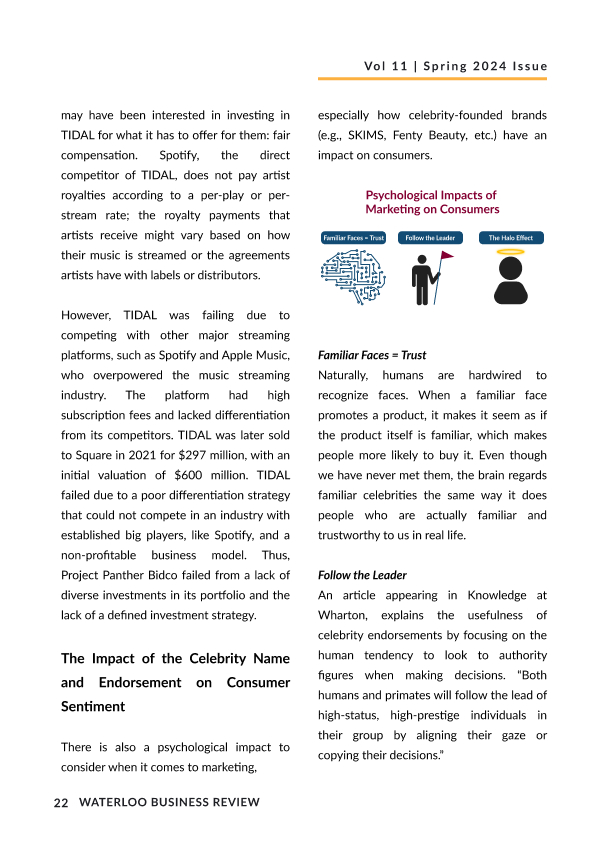 Vol 11 | Spring 2024 Issue
may have been interested in investing in
TIDAL for what it has to offer for them: fair
compensation. Spotify, the direct
competitor of TIDAL, does not pay artist
royalties according to a per-play or per-
stream rate; the royalty payments that
artists receive might vary based on how
their music is streamed or the agreements
artists have with labels or distributors.
However, TIDAL was failing due to
competing with other major streaming
platforms, such as Spotify and Apple Music,
who overpowered the music streaming
industry. The platform had high
subscription fees and lacked differentiation
from its competitors. TIDAL was later sold
to Square in 2021 for $297 million, with an
initial valuation of $600 million. TIDAL
failed due to a poor differentiation strategy
that could not compete in an industry with
established big players, like Spotify, and a
non-profitable business model. Thus,
Project Panther Bidco failed from a lack of
diverse investments in its portfolio and the
lack of a defined investment strategy.
The Impact of the Celebrity Name
and Endorsement on Consumer
Sentiment
There is also a psychological impact to
consider when it comes to marketing,
especially how celebrity-founded brands
(e.g., SKIMS, Fenty Beauty, etc.) have an
impact on consumers.
Psychological Impacts of
Marketing on Consumers
Familiar Faces = Trust
Follow the Leader
The Halo Effect
Familiar Faces = Trust
Naturally, humans are hardwired to
recognize faces. When a familiar face
promotes a product, it makes it seem as if
the product itself is familiar, which makes
people more likely to buy it. Even though
we have never met them, the brain regards
familiar celebrities the same way it does
people who are actually familiar and
trustworthy to us in real life.
Follow the Leader
An article appearing in Knowledge at
Wharton, explains the usefulness of
celebrity endorsements by focusing on the
human tendency to look to authority
figures when making decisions. "Both
humans and primates will follow the lead of
high-status, high-prestige individuals in
their group by aligning their gaze or
copying their decisions."
22 WATERLOO BUSINESS REVIEW